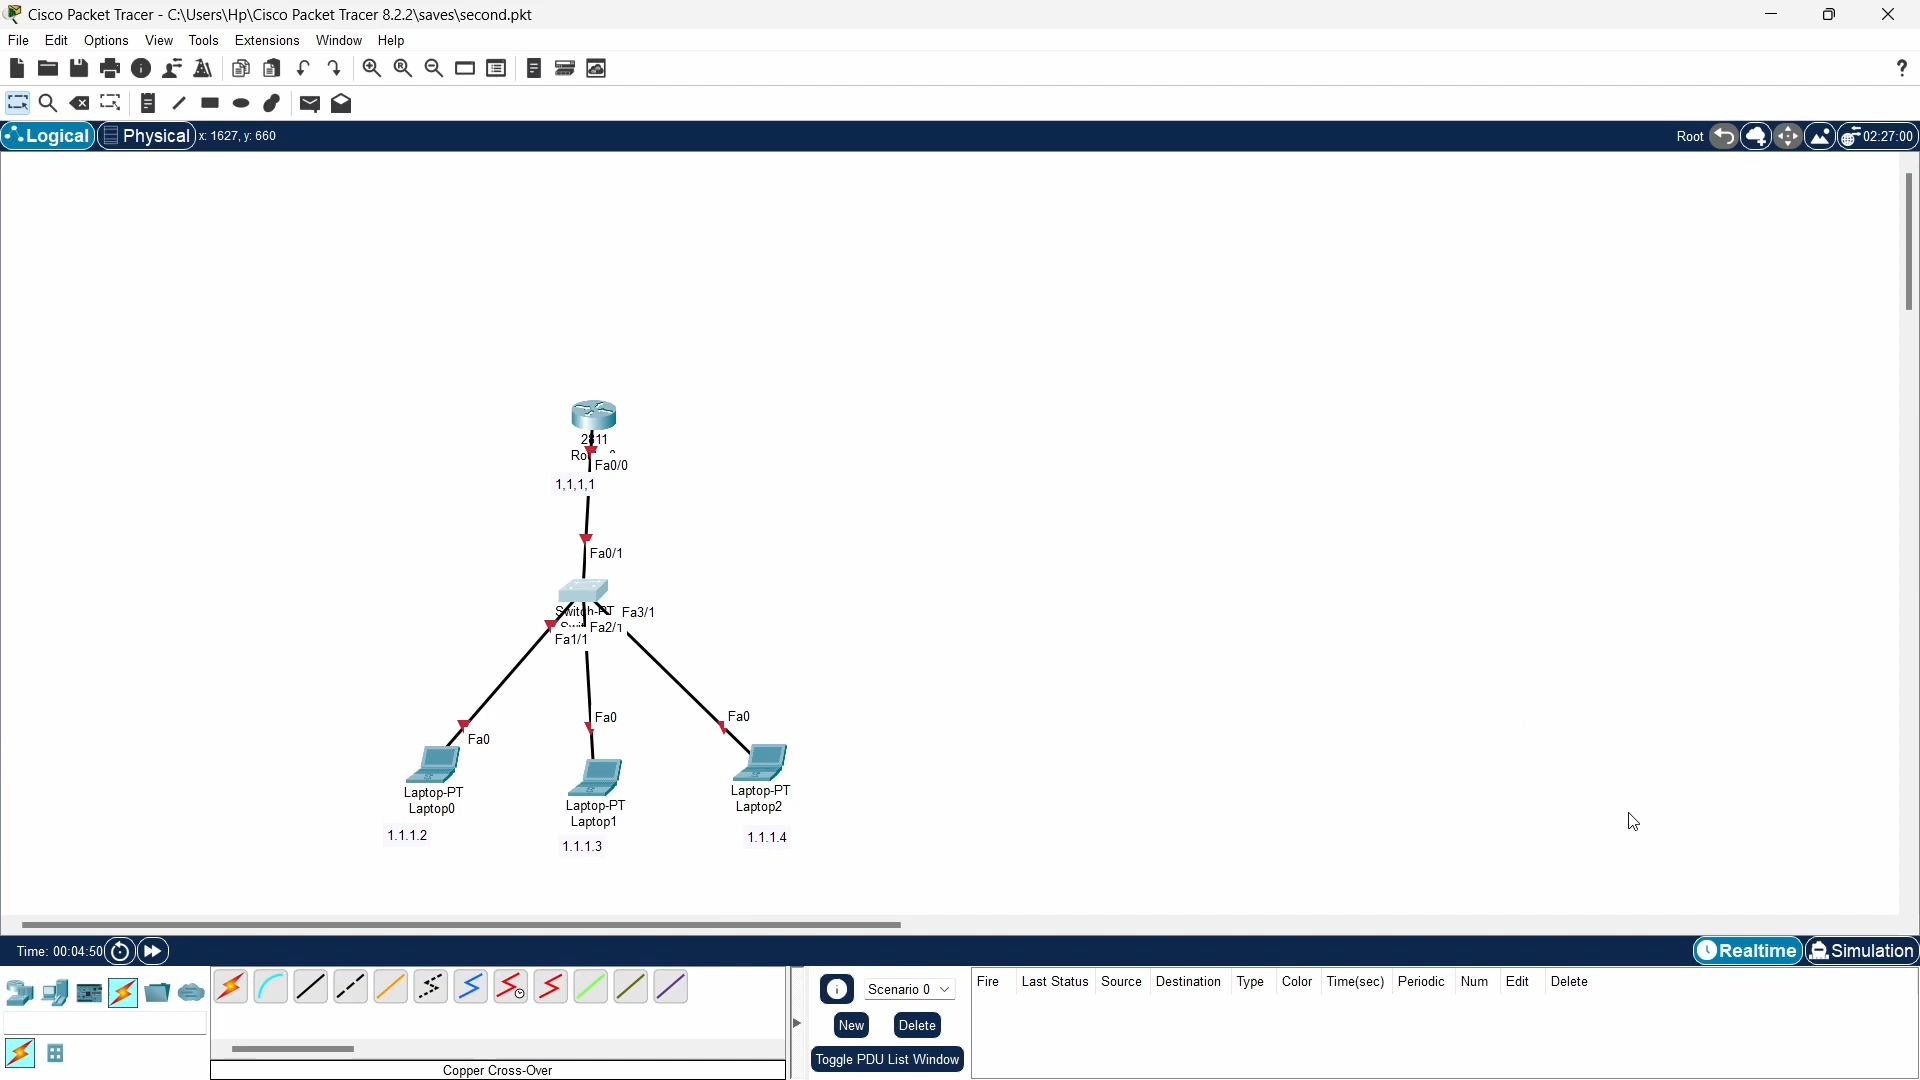 Cisco Packet Tracer - C:\Users\Hp\Cisco Packet Tracer 8.2.2\saves\second.pkt
File Edit Options View Tools Extensions Window Help
?
Logical Physical x: 1627, y: 660 Root 02:27:00
2811
Fa0/0
1,1,1,1
Fa0/1
Switch-PT Fa3/1
Fa2/1
Fa1/1
Fa0 Fa0
Fa0
Laptop-PT Laptop-PT Laptop-PT
Laptop0 Laptop1 Laptop2
1.1.1.2 1.1.1.3 1.1.1.4
Time: 00:04:50 Realtime Simulation
Scenario 0 Fire Last Status Source Destination Type Color Time(sec) Periodic Num Edit Delete
New Delete
Toggle PDU List Window
Copper Cross-Over